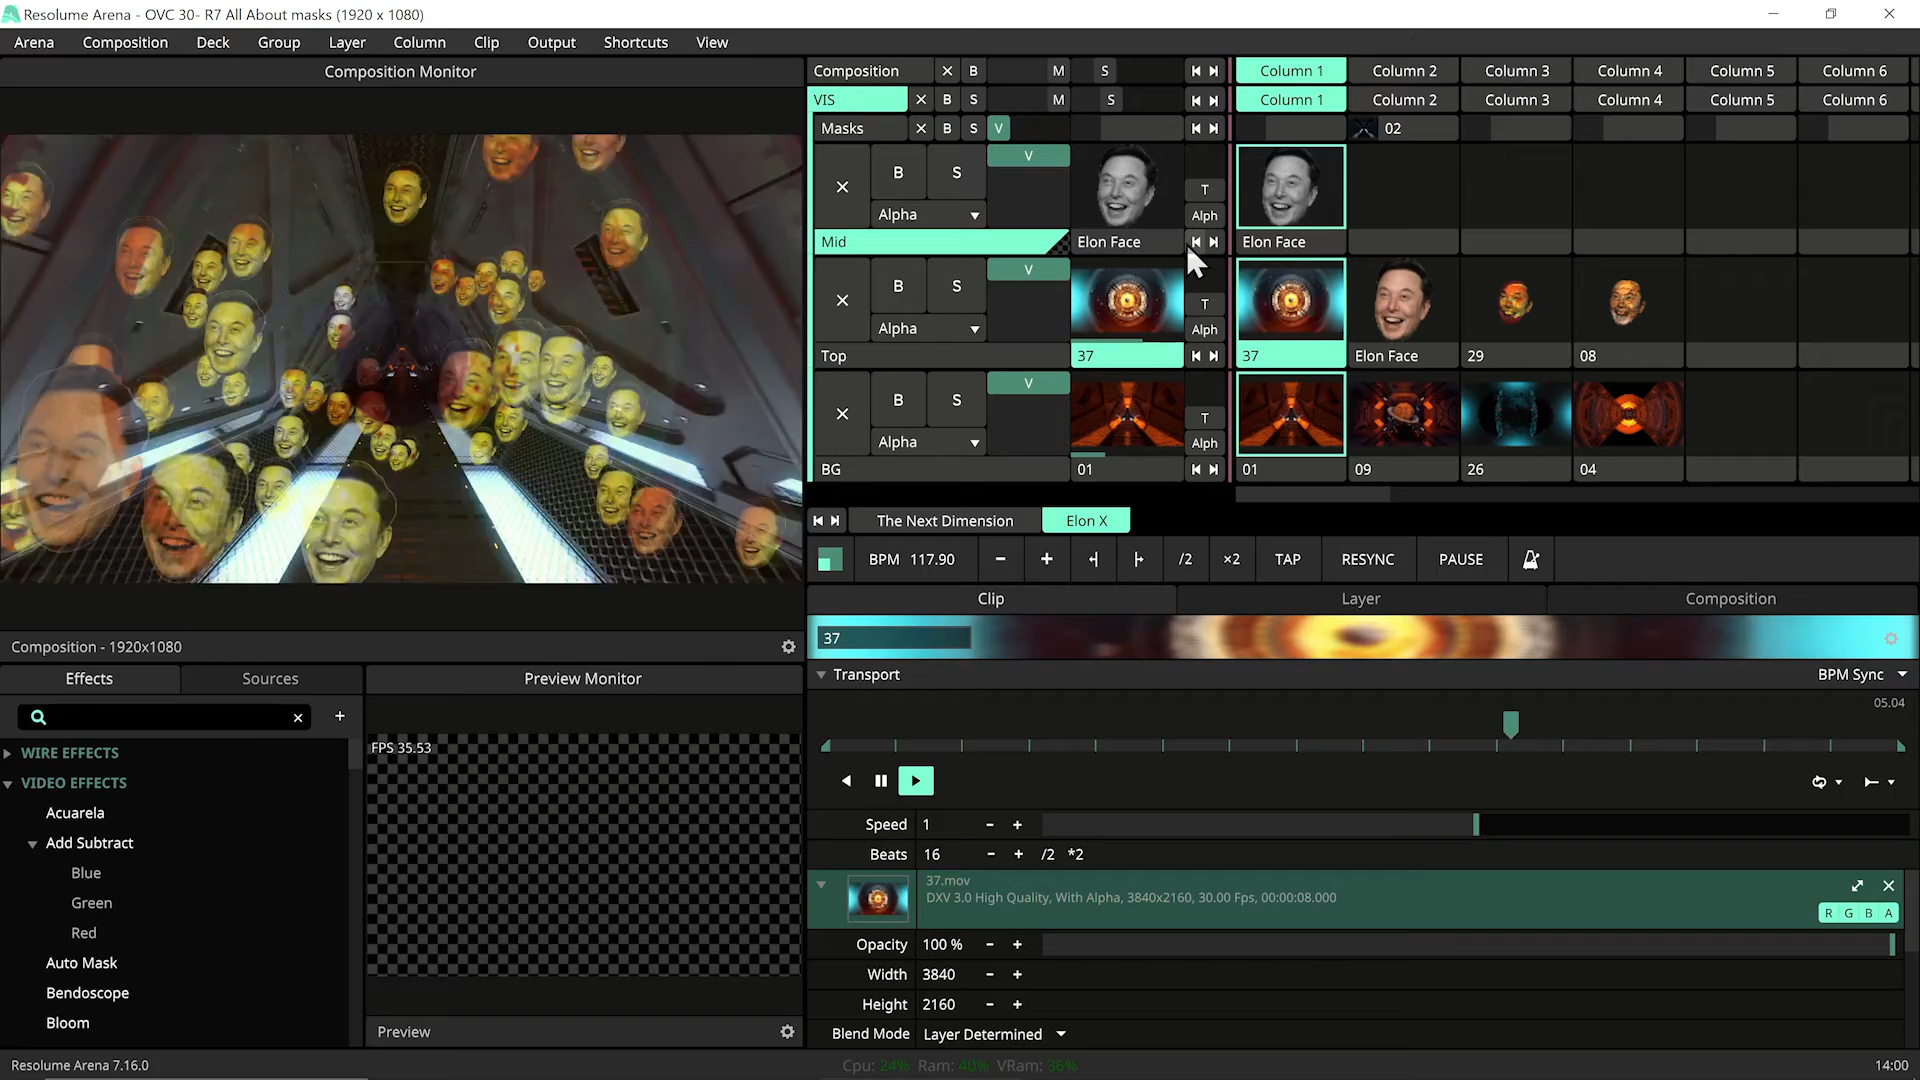 Resolume Arena - OVC 30- R7 All About masks (1920 x 1080)
Arena Composition Deck Group Layer Column Clip Output Shortcuts View
Composition Monitor
Composition B M S Column 1 Column 2 Column 3 Column 4 Column 5 Column 6
VIS B S M S Column 1 Column 2 Column 3 Column 4 Column 5 Column 6
Masks B S V 02
B S V T
Alpha Alph
Mid Elon Face Elon Face
B S V T
Alpha Alph
Top 37 37 Elon Face 29 08
B S V T
Alpha Alph
BG 01 01 09 26 04
The Next Dimension Elon X
BPM 117.90 - + /2 ×2 TAP RESYNC PAUSE
Clip Layer Composition
37
Composition - 1920x1080
Transport BPM Sync
Effects Sources Preview Monitor
05.04
FPS 35.53
WIRE EFFECTS
VIDEO EFFECTS
Acuarela
Add Subtract
Blue
Green
Red
Auto Mask
Bendoscope
Bloom
Preview
Speed 1 - +
Beats 16 - + /2 *2
37.mov
DXV 3.0 High Quality, With Alpha, 3840x2160, 30.00 Fps, 00:00:08.000
R G B A
Opacity 100 % - +
Width 3840 - +
Height 2160 - +
Blend Mode Layer Determined
Resolume Arena 7.16.0
Cpu: 24% Ram: 40% VRam: 36%
14:00